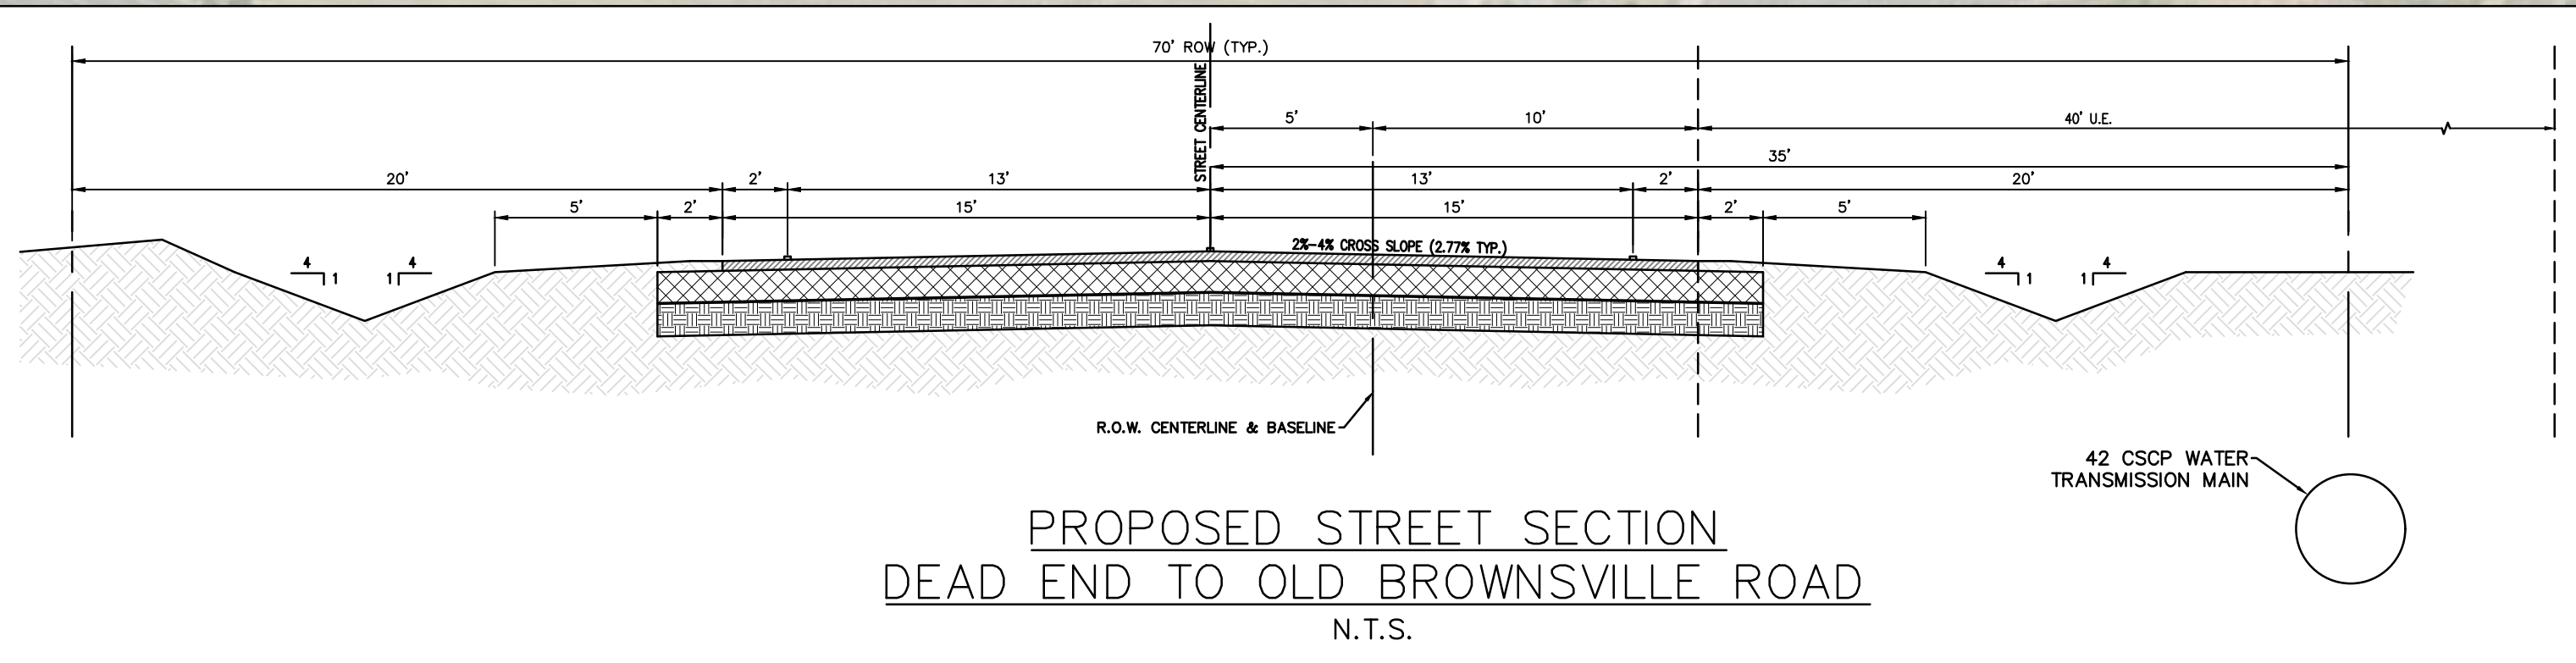 70' ROW (TYP.)
STREET CENTERLINE
5'
10'
40' U.E.
35'
20'
2'
13'
13'
2'
20'
5'
2'
15'
15'
2'
5'
2%-4% CROSS SLOPE (2.77% TYP.)
4
1
4
1
4
1
4
1
R.O.W. CENTERLINE & BASELINE
42 CSCP WATER
TRANSMISSION MAIN
PROPOSED STREET SECTION
DEAD END TO OLD BROWNSVILLE ROAD
N.T.S.